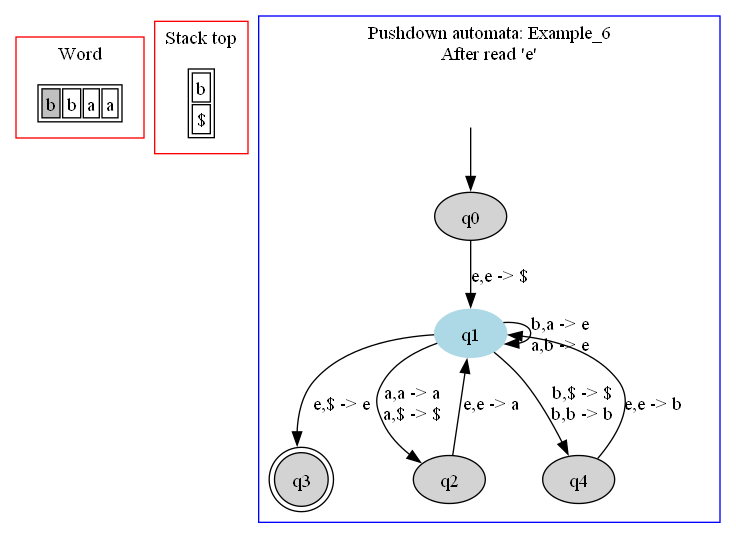 Word
b b a a
Stack top
b
$
Pushdown automata: Example_6
After read 'e'
q0
e,e -> $
q1
b,a -> e
a,b -> e
e,$ -> e
a,a -> a
a,$ -> $
e,e -> a
b,$ -> $
b,b -> b
e,e -> b
q3
q2
q4